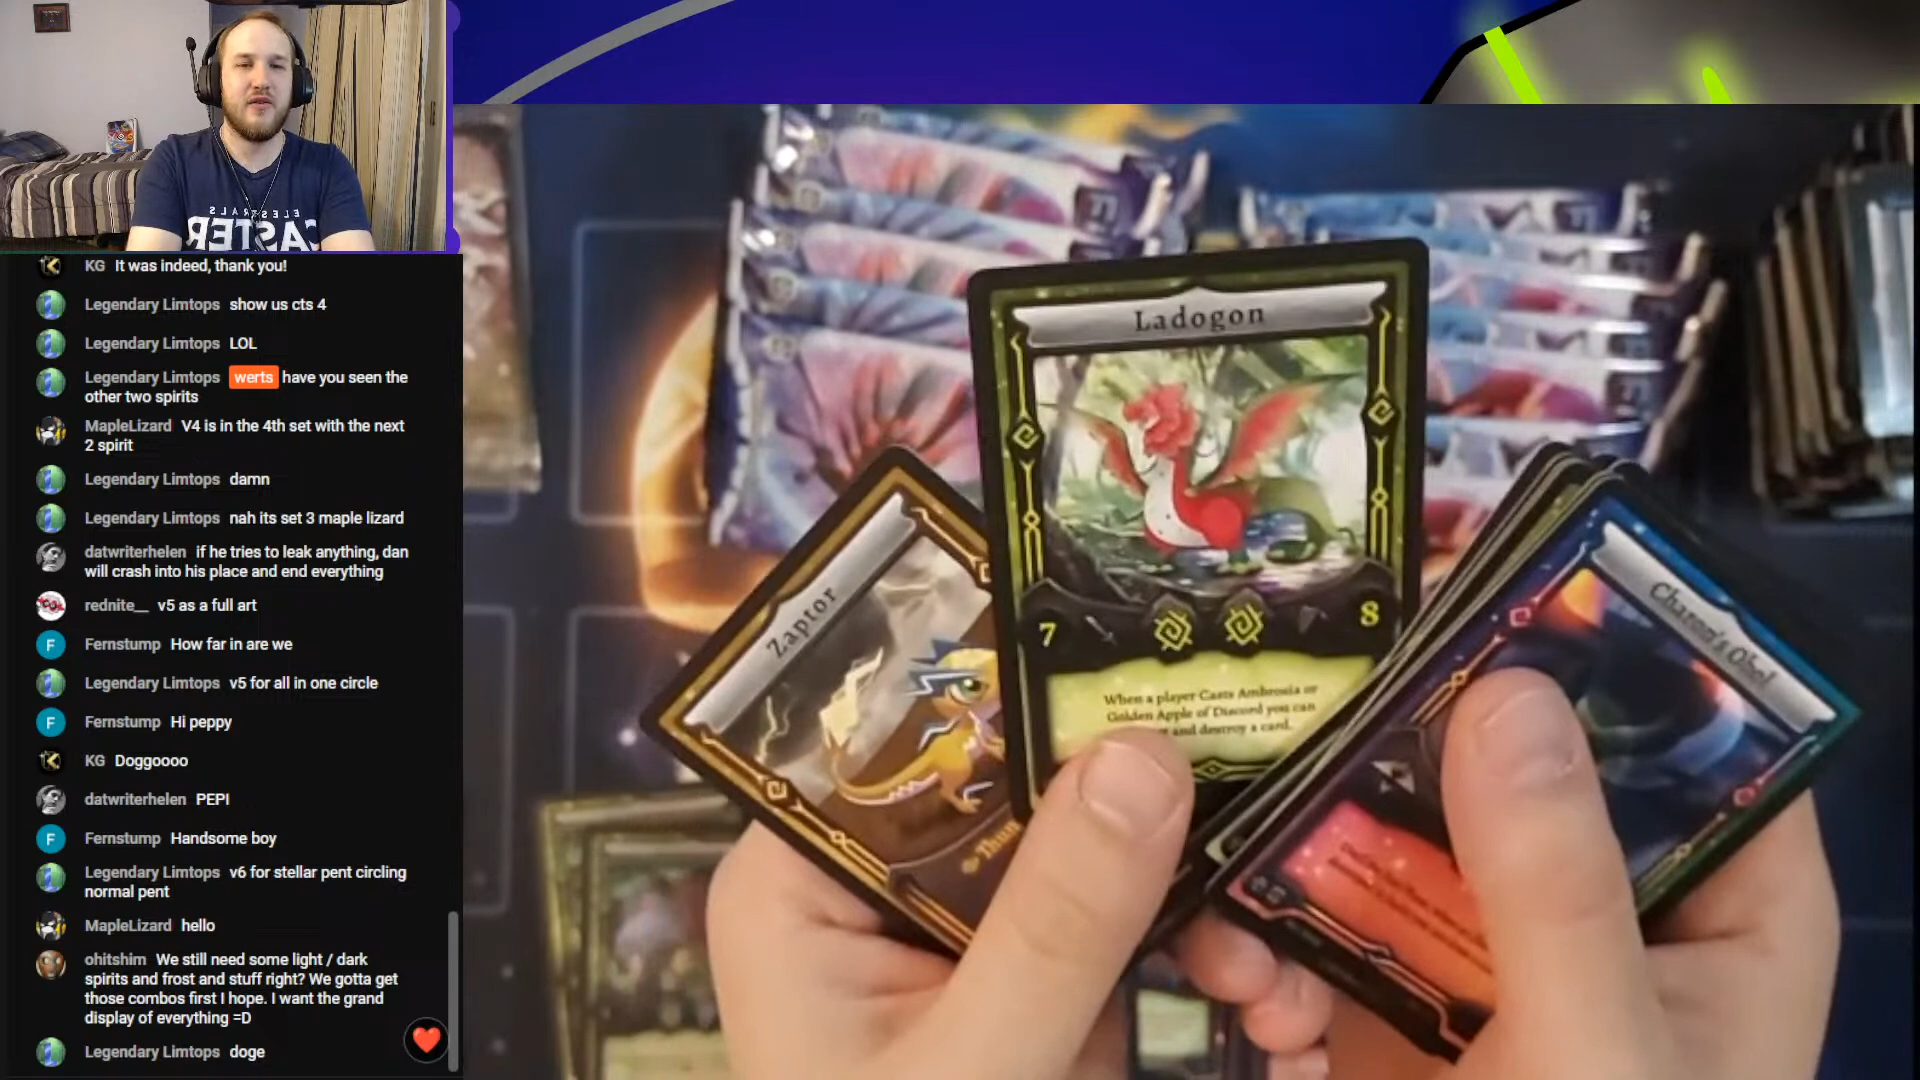 ELESTRALS
CASTER
KG It was indeed, thank you!
Legendary Limtops show us cts 4
Legendary Limtops LOL
Legendary Limtops werts have you seen the
other two spirits
MapleLizard V4 is in the 4th set with the next
2 spirit
Legendary Limtops damn
Legendary Limtops nah its set 3 maple lizard
datwriterhelen if he tries to leak anything, dan
will crash into his place and end everything
rednite__ v5 as a full art
F Fernstump How far in are we
Legendary Limtops v5 for all in one circle
F Fernstump Hi peppy
KG Doggoooo
datwriterhelen PEPI
F Fernstump Handsome boy
Legendary Limtops v6 for stellar pent circling
normal pent
MapleLizard hello
ohitshim We still need some light / dark
spirits and frost and stuff right? We gotta get
those combos first I hope. I want the grand
display of everything =D
Legendary Limtops doge
Zaptor
Thun
Ladogon
7 8
When a player Casts Ambrosia or
Golden Apple of Discord you can
and destroy a card.
Charon's Obol